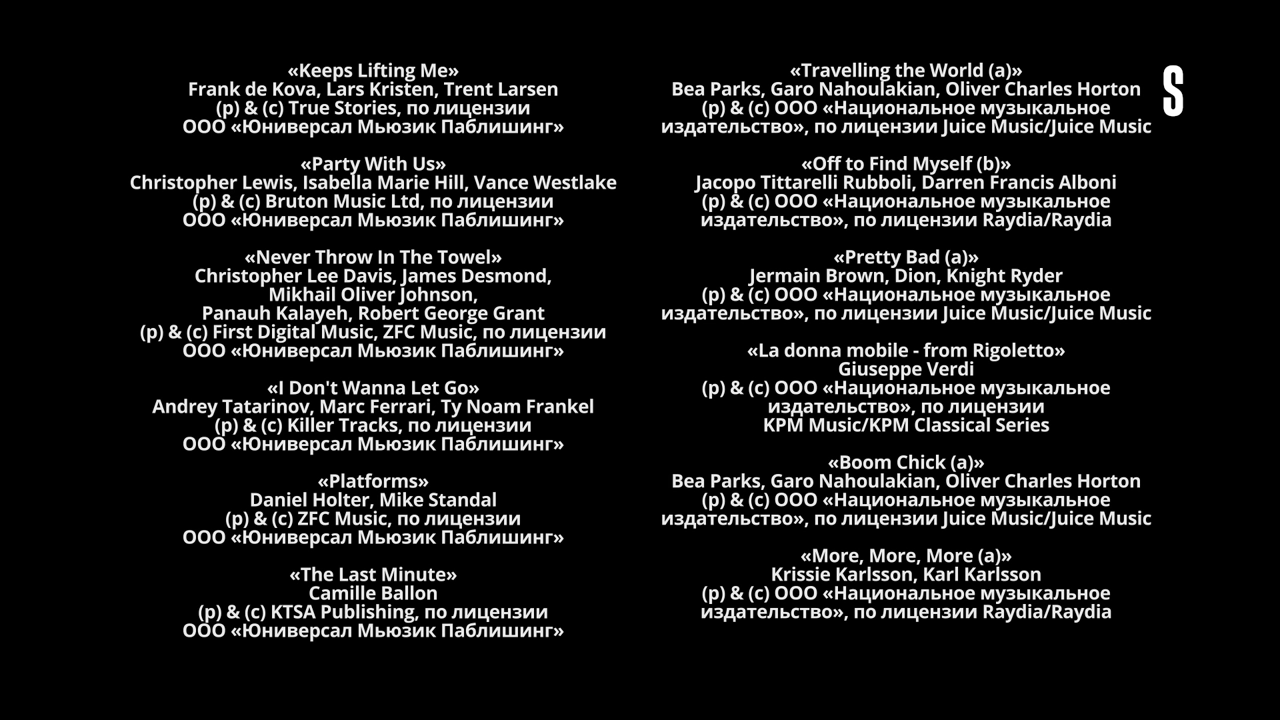 «Keeps Lifting Me»
Frank de Kova, Lars Kristen, Trent Larsen
(p) & (c) True Stories, по лицензии
ООО «Юниверсал Мьюзик Паблишинг»
«Party With Us»
Christopher Lewis, Isabella Marie Hill, Vance Westlake
(p) & (c) Bruton Music Ltd, по лицензии
ООО «Юниверсал Мьюзик Паблишинг»
«Never Throw In The Towel»
Christopher Lee Davis, James Desmond,
Mikhail Oliver Johnson,
Panauh Kalayeh, Robert George Grant
(p) & (c) First Digital Music, ZFC Music, по лицензии
ООО «Юниверсал Мьюзик Паблишинг»
«I Don't Wanna Let Go»
Andrey Tatarinov, Marc Ferrari, Ty Noam Frankel
(p) & (c) Killer Tracks, по лицензии
ООО «Юниверсал Мьюзик Паблишинг»
«Platforms»
Daniel Holter, Mike Standal
(p) & (c) ZFC Music, по лицензии
ООО «Юниверсал Мьюзик Паблишинг»
«The Last Minute»
Camille Ballon
(p) & (c) KTSA Publishing, по лицензии
ООО «Юниверсал Мьюзик Паблишинг»
«Travelling the World (a)»
Bea Parks, Garo Nahoulakian, Oliver Charles Horton
(p) & (c) ООО «Национальное музыкальное
издательство», по лицензии Juice Music/Juice Music
«Off to Find Myself (b)»
Jacopo Tittarelli Rubboli, Darren Francis Alboni
(p) & (c) ООО «Национальное музыкальное
издательство», по лицензии Raydia/Raydia
«Pretty Bad (a)»
Jermain Brown, Dion, Knight Ryder
(p) & (c) ООО «Национальное музыкальное
издательство», по лицензии Juice Music/Juice Music
«La donna mobile - from Rigoletto»
Giuseppe Verdi
(p) & (c) ООО «Национальное музыкальное
издательство», по лицензии
KPM Music/KPM Classical Series
«Boom Chick (a)»
Bea Parks, Garo Nahoulakian, Oliver Charles Horton
(p) & (c) ООО «Национальное музыкальное
издательство», по лицензии Juice Music/Juice Music
«More, More, More (a)»
Krissie Karlsson, Karl Karlsson
(p) & (c) ООО «Национальное музыкальное
издательство», по лицензии Raydia/Raydia
S